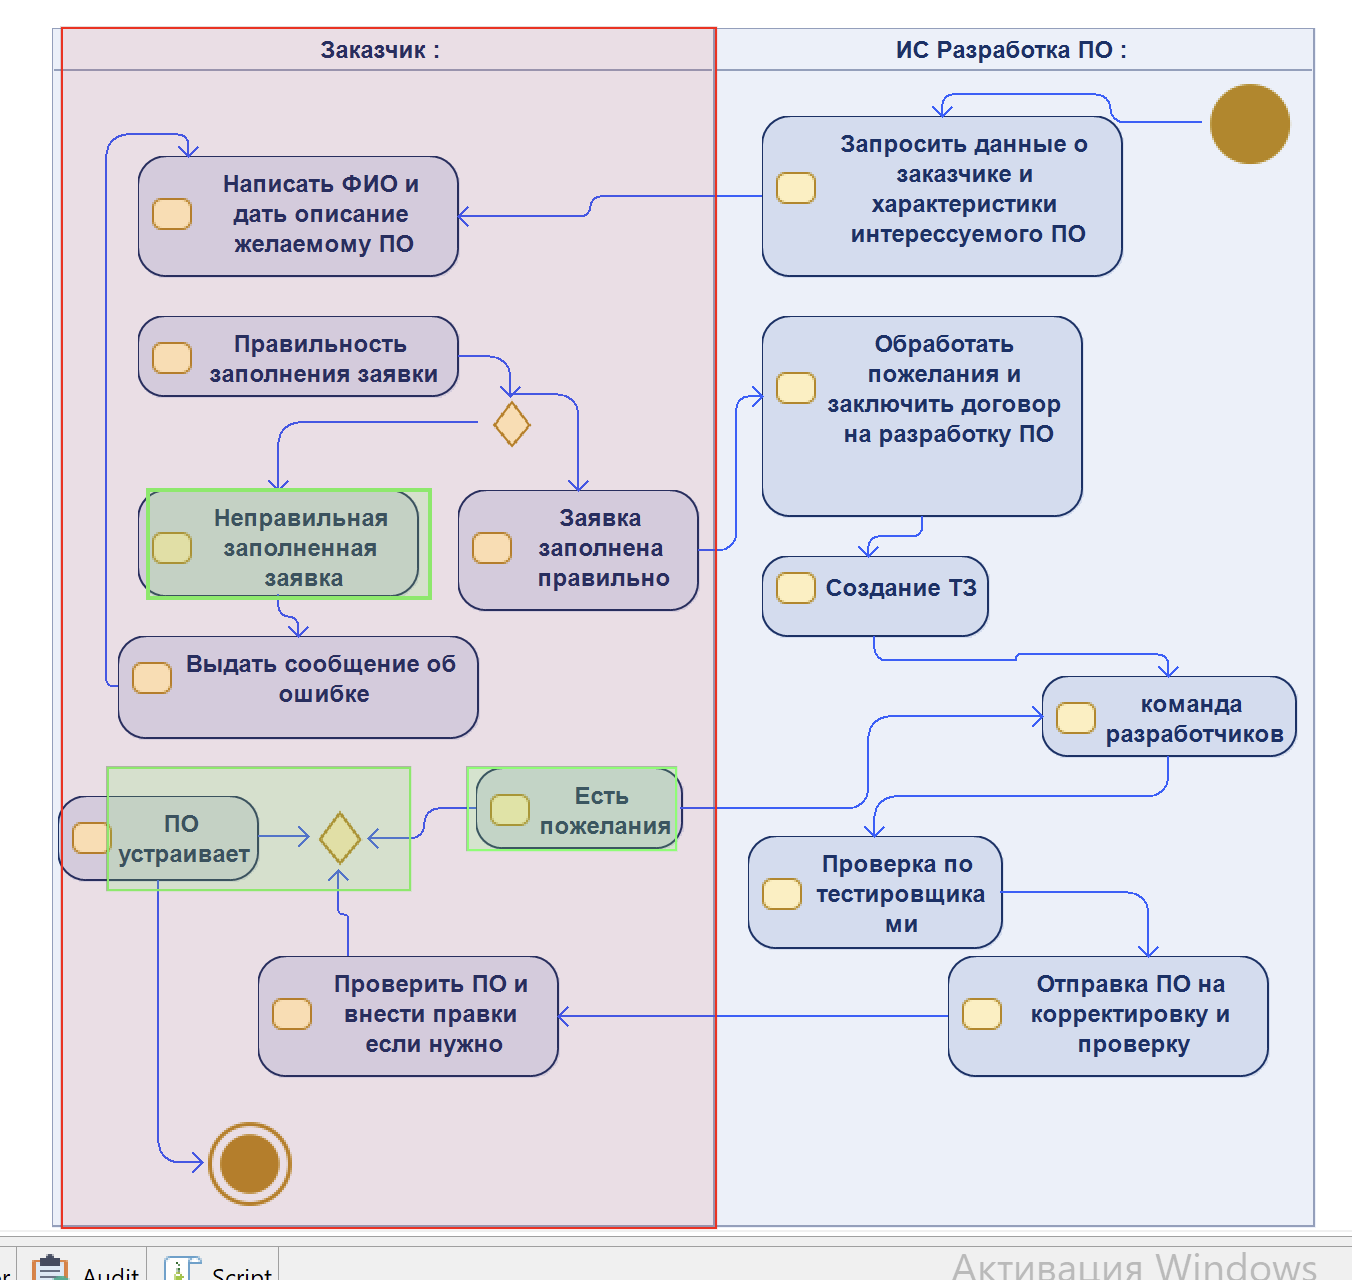 Заказчик :
ИС Разработка ПО :
Запросить данные о
заказчике и
характеристики
интерессуемого ПО
Написать ФИО и
дать описание
желаемому ПО
Правильность
заполнения заявки
Обработать
пожелания и
заключить договор
на разработку ПО
Неправильная
заполненная
заявка
Заявка
заполнена
правильно
Создание ТЗ
Выдать сообщение об
ошибке
команда
разработчиков
ПО
устраивает
Есть
пожелания
Проверка по
тестировщика
ми
Проверить ПО и
внести правки
если нужно
Отправка ПО на
корректировку и
проверку
Audit
Script
Активация Windows